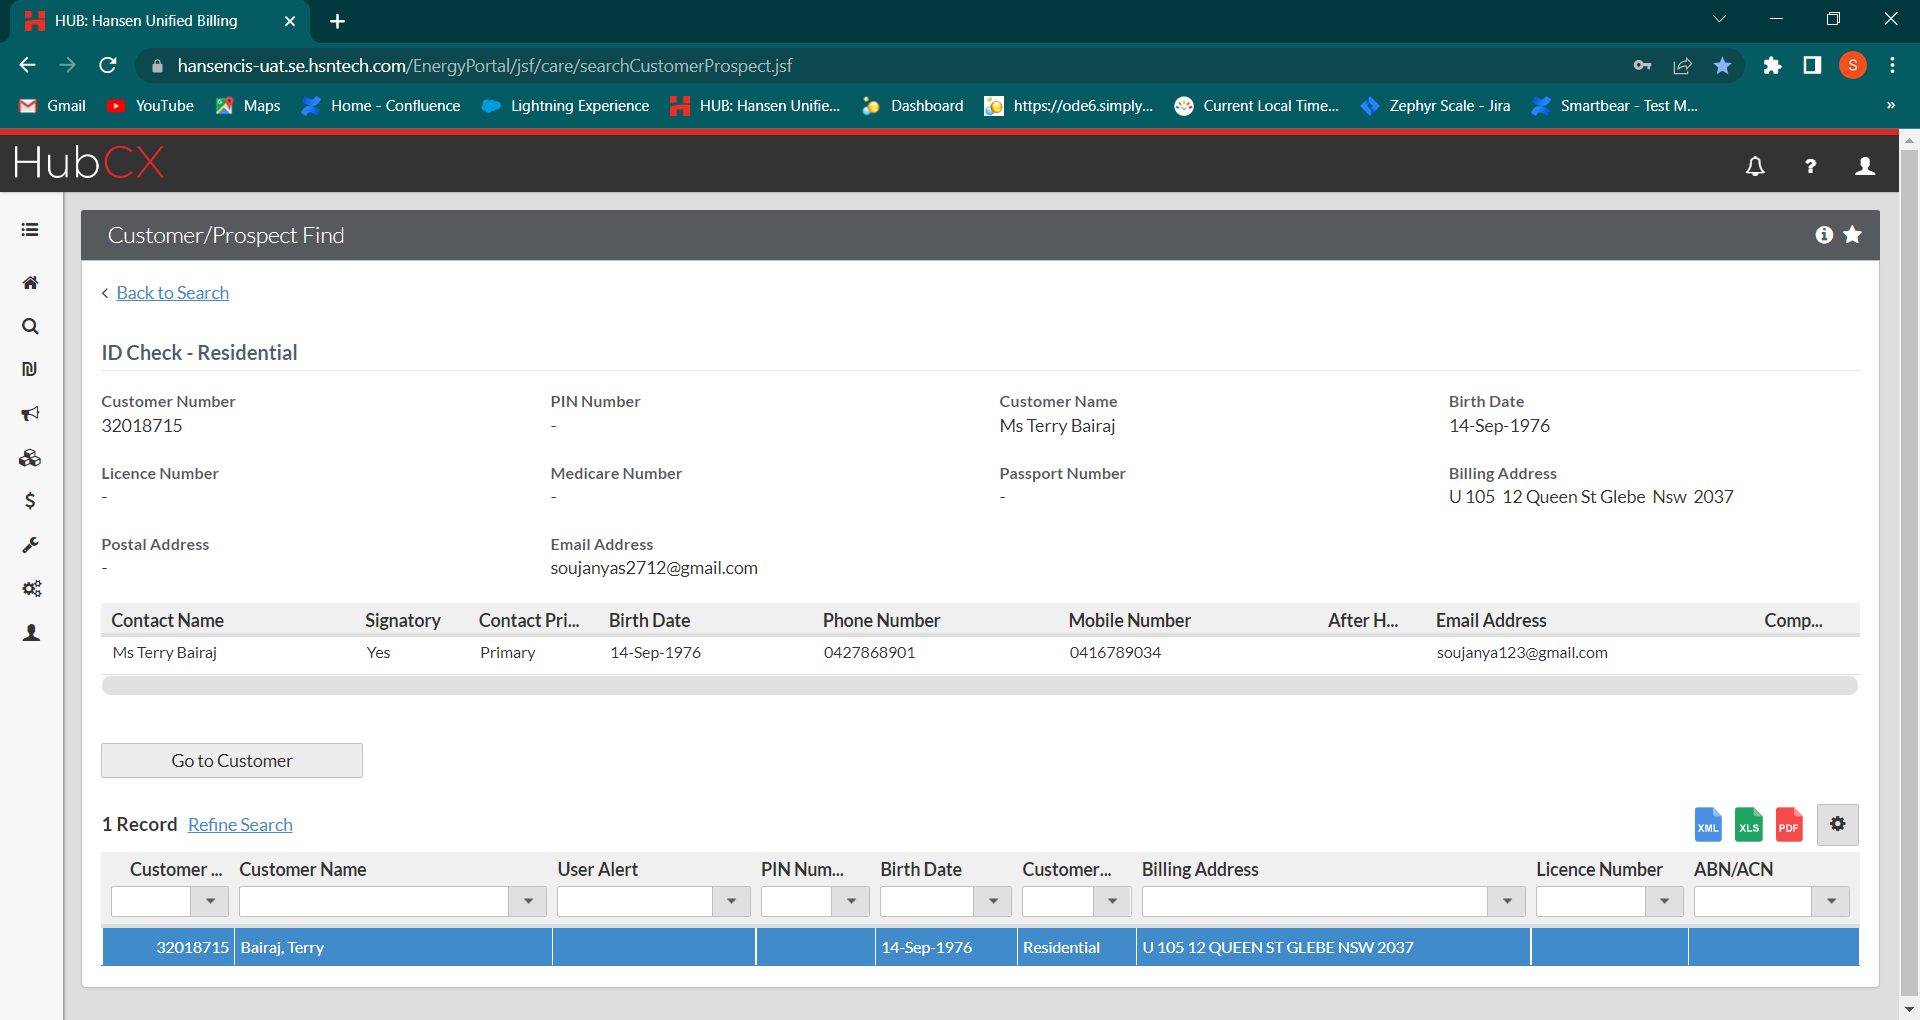 HUB: Hansen Unified Billing
hansencis-uat.se.hsntech.com/EnergyPortal/jsf/care/searchCustomerProspect.jsf
S
Gmail YouTube Maps Home - Confluence Lightning Experience HUB: Hansen Unifie... Dashboard https://ode6.simply... Current Local Time... Zephyr Scale - Jira Smartbear - Test M... »
HubCX
Customer/Prospect Find
Back to Search
ID Check - Residential
Customer Number PIN Number Customer Name Birth Date
32018715 - Ms Terry Bairaj 14-Sep-1976
Licence Number Medicare Number Passport Number Billing Address
- - - U 105 12 Queen St Glebe Nsw 2037
Postal Address Email Address
- soujanyas2712@gmail.com
Contact Name Signatory Contact Pri... Birth Date Phone Number Mobile Number After H... Email Address Comp...
Ms Terry Bairaj Yes Primary 14-Sep-1976 0427868901 0416789034 soujanya123@gmail.com
Go to Customer
1 Record Refine Search XML XLS PDF
Customer ... Customer Name User Alert PIN Num... Birth Date Customer... Billing Address Licence Number ABN/ACN
32018715 Bairaj, Terry 14-Sep-1976 Residential U 105 12 QUEEN ST GLEBE NSW 2037